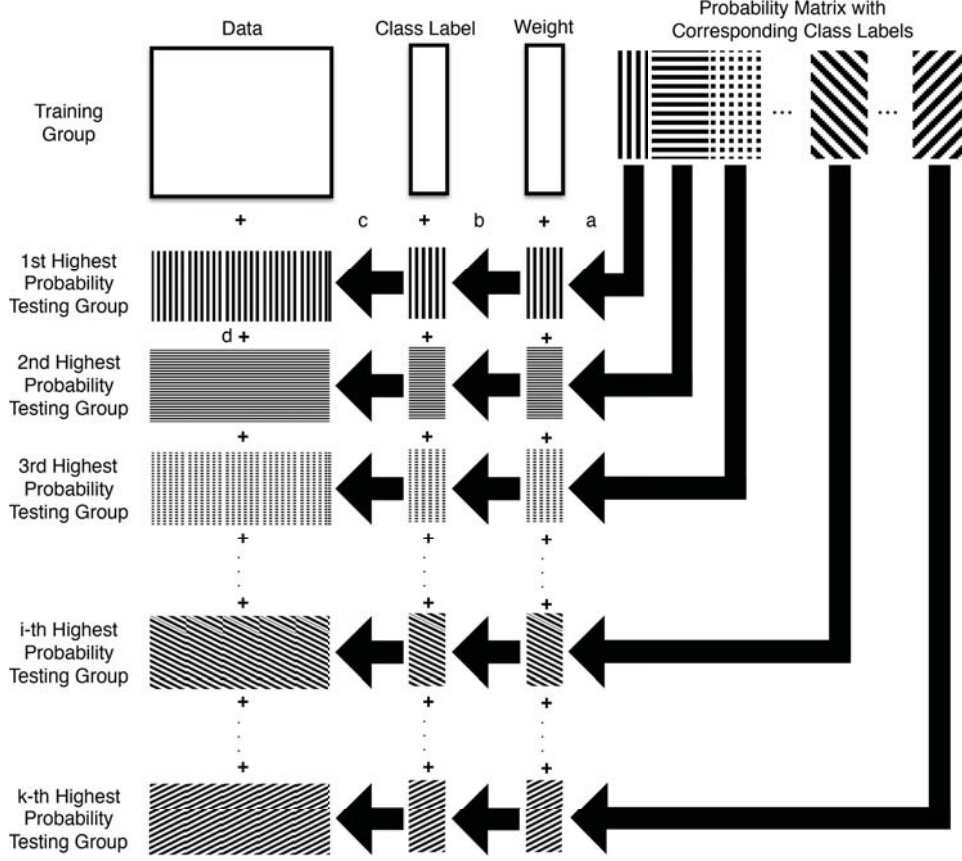 Probability Matrix with
Corresponding Class Labels
Data
Class Label
Weight
Training
Group
...
...
+
c
+
b
+
a
1st Highest
Probability
Testing Group
d +
+
+
2nd Highest
Probability
Testing Group
+
+
+
3rd Highest
Probability
Testing Group
+
+
+
.
.
.
.
.
.
.
.
.
+
+
+
i-th Highest
Probability
Testing Group
+
+
+
.
.
.
.
.
.
.
.
.
+
+
+
k-th Highest
Probability
Testing Group